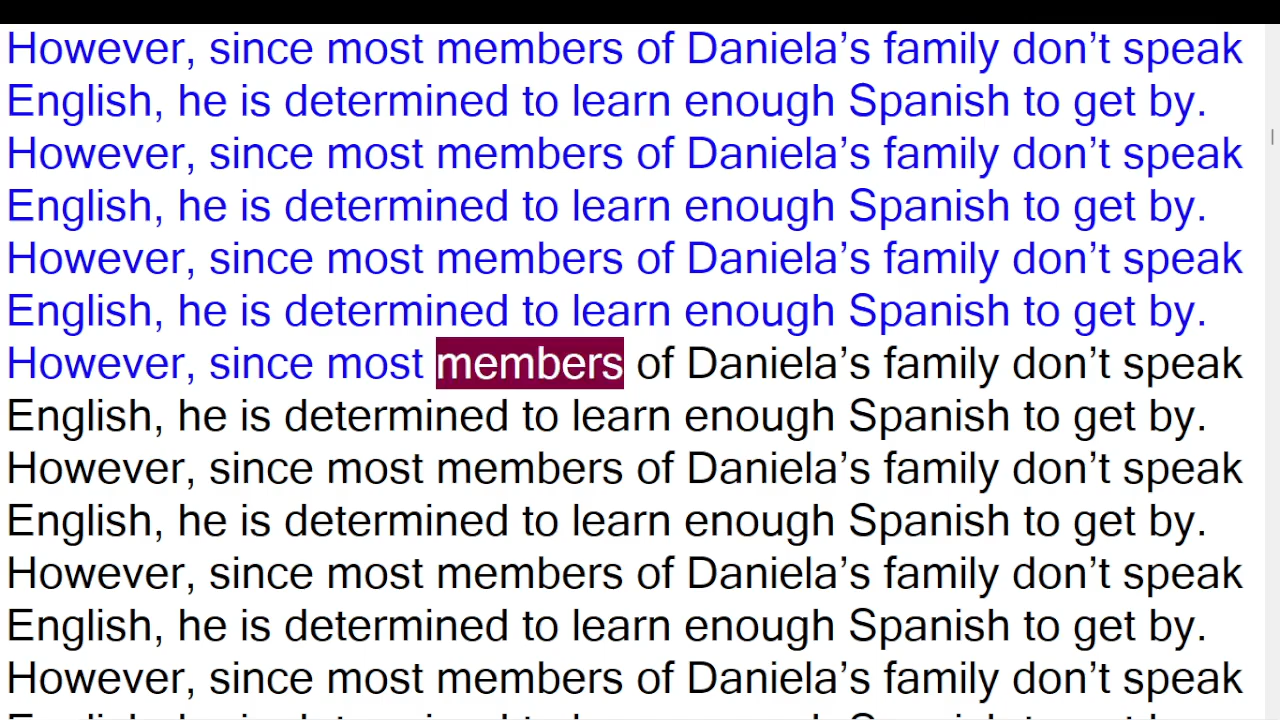 However, since most members of Daniela’s family don’t speak
English, he is determined to learn enough Spanish to get by.
However, since most members of Daniela’s family don’t speak
English, he is determined to learn enough Spanish to get by.
However, since most members of Daniela’s family don’t speak
English, he is determined to learn enough Spanish to get by.
However, since most members of Daniela’s family don’t speak
English, he is determined to learn enough Spanish to get by.
However, since most members of Daniela’s family don’t speak
English, he is determined to learn enough Spanish to get by.
However, since most members of Daniela’s family don’t speak
English, he is determined to learn enough Spanish to get by.
However, since most members of Daniela’s family don’t speak